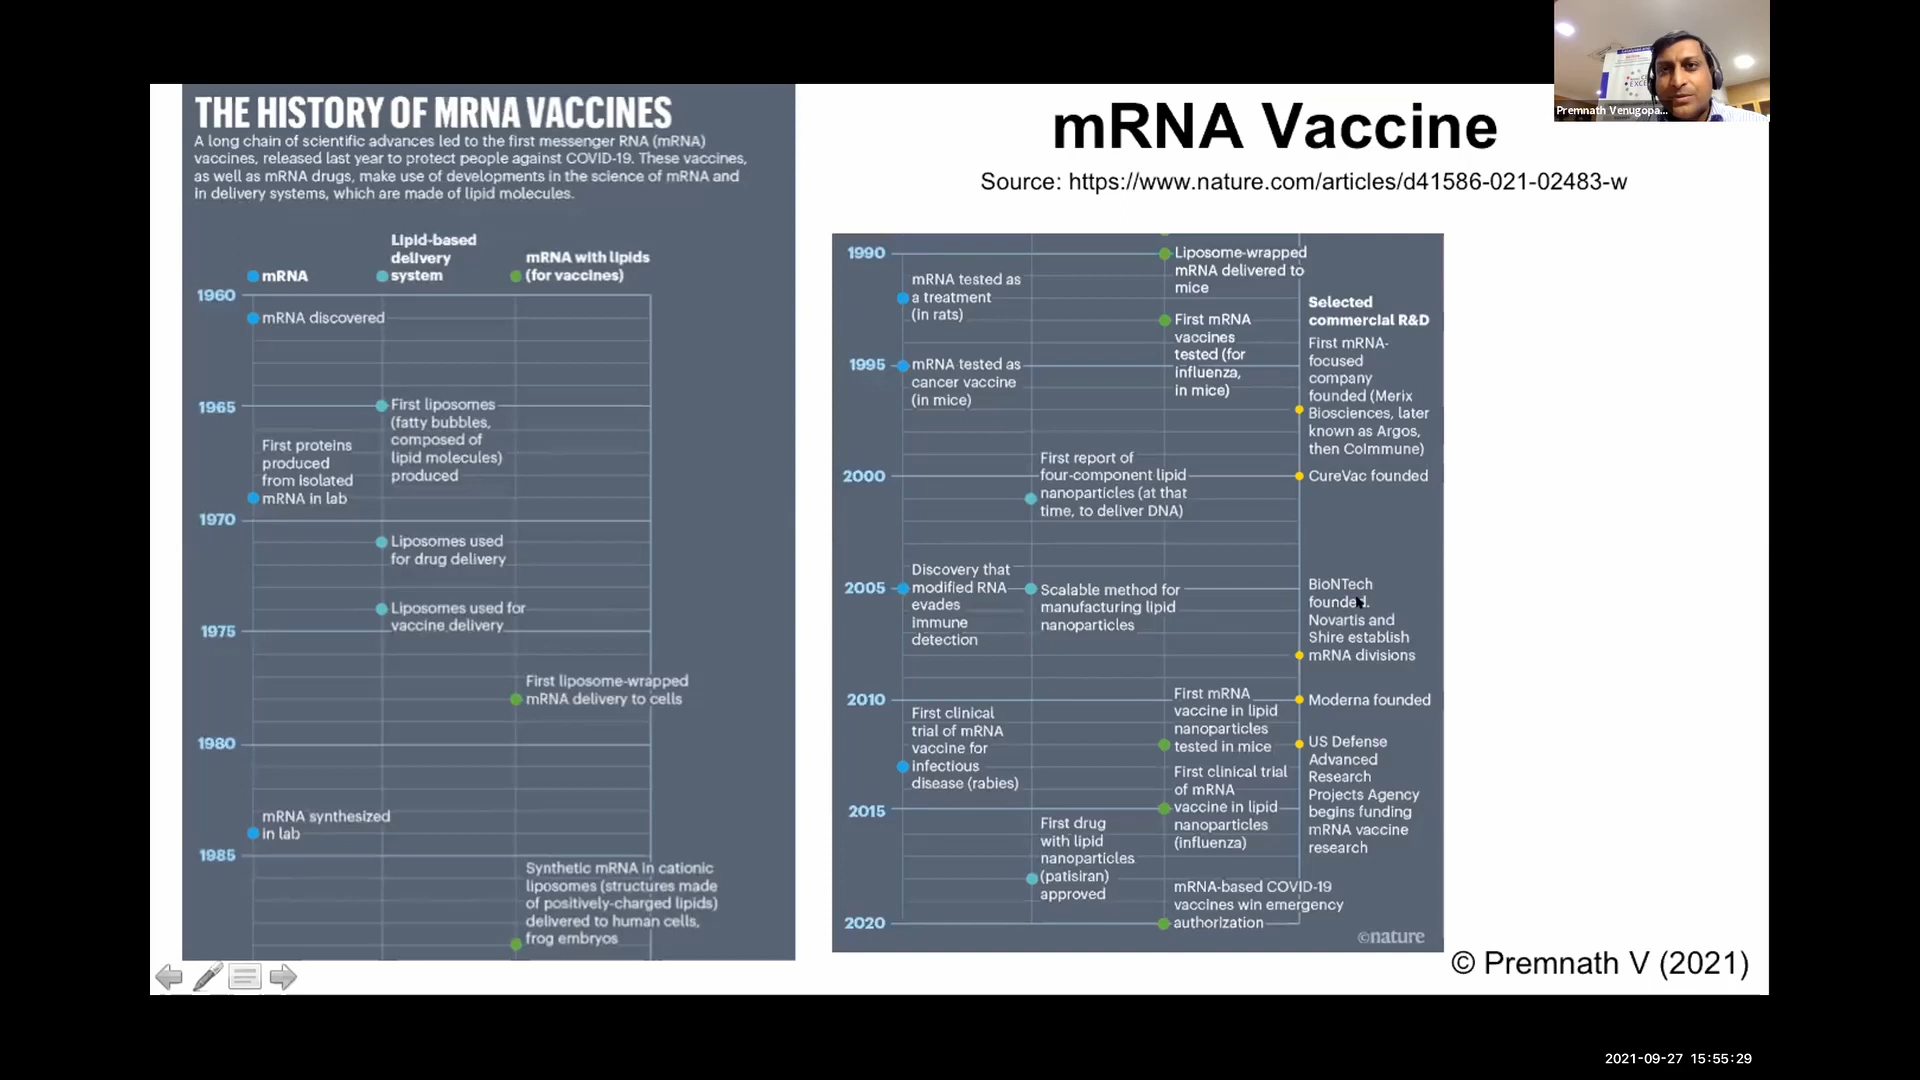 Premnath Venugopa...
THE HISTORY OF MRNA VACCINES
A long chain of scientific advances led to the first messenger RNA (mRNA)
vaccines, released last year to protect people against COVID-19. These vaccines,
as well as mRNA drugs, make use of developments in the science of mRNA and
in delivery systems, which are made of lipid molecules.
mRNA
Lipid-based
delivery
system
mRNA with lipids
(for vaccines)
1960
mRNA discovered
1965
First liposomes
(fatty bubbles,
composed of
lipid molecules)
produced
First proteins
produced
from isolated
mRNA in lab
1970
Liposomes used
for drug delivery
Liposomes used for
vaccine delivery
1975
First liposome-wrapped
mRNA delivery to cells
1980
mRNA synthesized
in lab
1985
Synthetic mRNA in cationic
liposomes (structures made
of positively-charged lipids)
delivered to human cells,
frog embryos
mRNA Vaccine
Source: https://www.nature.com/articles/d41586-021-02483-w
1990
Liposome-wrapped
mRNA delivered to
mice
mRNA tested as
a treatment
(in rats)
Selected
commercial R&D
First mRNA
vaccines
tested (for
influenza,
in mice)
First mRNA-
focused
company
founded (Merix
Biosciences, later
known as Argos,
then CoImmune)
1995
mRNA tested as
cancer vaccine
(in mice)
First report of
four-component lipid
nanoparticles (at that
time, to deliver DNA)
2000
CureVac founded
Discovery that
modified RNA
evades
immune
detection
2005
Scalable method for
manufacturing lipid
nanoparticles
BioNTech
founded.
Novartis and
Shire establish
mRNA divisions
2010
Moderna founded
First mRNA
vaccine in lipid
nanoparticles
tested in mice
First clinical
trial of mRNA
vaccine for
infectious
disease (rabies)
US Defense
Advanced
Research
Projects Agency
begins funding
mRNA vaccine
research
First clinical trial
of mRNA
vaccine in lipid
nanoparticles
(influenza)
2015
First drug
with lipid
nanoparticles
(patisiran)
approved
mRNA-based COVID-19
vaccines win emergency
authorization
2020
©nature
© Premnath V (2021)
2021-09-27 15:55:29